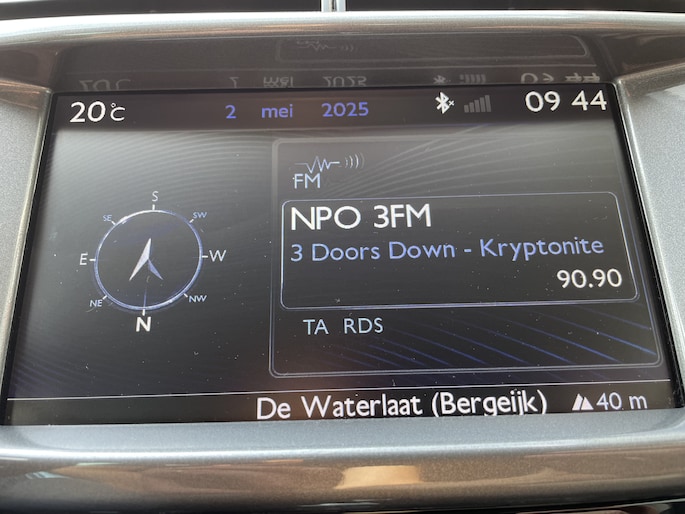 20°C 2 mei 2025 09 44
FM
NPO 3FM
3 Doors Down - Kryptonite
90.90
TA RDS
S
SE SW
E W
NE NW
N
De Waterlaat (Bergeijk) 40 m